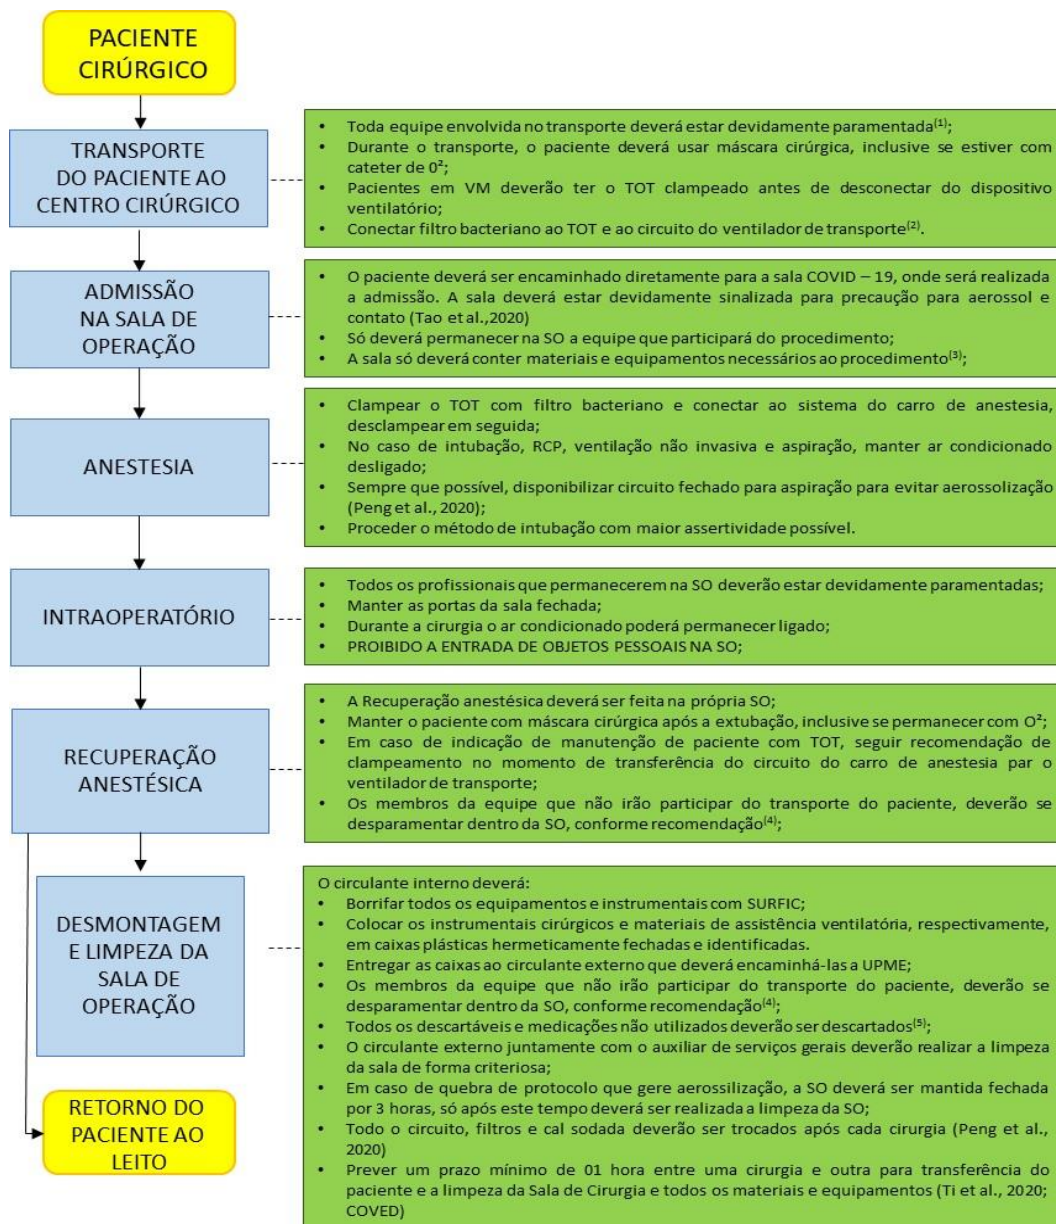 PACIENTE
CIRÚRGICO
TRANSPORTE
DO PACIENTE AO
CENTRO CIRÚRGICO
• Toda equipe envolvida no transporte deverá estar devidamente paramentada⁽¹⁾;
• Durante o transporte, o paciente deverá usar máscara cirúrgica, inclusive se estiver com
cateter de 0²;
• Pacientes em VM deverão ter o TOT clampeado antes de desconectar do dispositivo
ventilatório;
• Conectar filtro bacteriano ao TOT e ao circuito do ventilador de transporte⁽²⁾.
ADMISSÃO
NA SALA DE
OPERAÇÃO
• O paciente deverá ser encaminhado diretamente para a sala COVID – 19, onde será realizada
a admissão. A sala deverá estar devidamente sinalizada para precaução para aerossol e
contato (Tao et al.,2020)
• Só deverá permanecer na SO a equipe que participará do procedimento;
• A sala só deverá conter materiais e equipamentos necessários ao procedimento⁽³⁾;
ANESTESIA
• Clampear o TOT com filtro bacteriano e conectar ao sistema do carro de anestesia,
desclampear em seguida;
• No caso de intubação, RCP, ventilação não invasiva e aspiração, manter ar condicionado
desligado;
• Sempre que possível, disponibilizar circuito fechado para aspiração para evitar aerossolização
(Peng et al., 2020);
• Proceder o método de intubação com maior assertividade possível.
INTRAOPERATÓRIO
• Todos os profissionais que permanecerem na SO deverão estar devidamente paramentadas;
• Manter as portas da sala fechada;
• Durante a cirurgia o ar condicionado poderá permanecer ligado;
• PROIBIDO A ENTRADA DE OBJETOS PESSOAIS NA SO;
RECUPERAÇÃO
ANESTÉSICA
• A Recuperação anestésica deverá ser feita na própria SO;
• Manter o paciente com máscara cirúrgica após a extubação, inclusive se permanecer com O²;
• Em caso de indicação de manutenção de paciente com TOT, seguir recomendação de
clampeamento no momento de transferência do circuito do carro de anestesia par o
ventilador de transporte;
• Os membros da equipe que não irão participar do transporte do paciente, deverão se
desparamentar dentro da SO, conforme recomendação⁽⁴⁾;
DESMONTAGEM
E LIMPEZA DA
SALA DE
OPERAÇÃO
O circulante interno deverá:
• Borrifar todos os equipamentos e instrumentais com SURFIC;
• Colocar os instrumentais cirúrgicos e materiais de assistência ventilatória, respectivamente,
em caixas plásticas hermeticamente fechadas e identificadas.
• Entregar as caixas ao circulante externo que deverá encaminhá-las a UPME;
• Os membros da equipe que não irão participar do transporte do paciente, deverão se
desparamentar dentro da SO, conforme recomendação⁽⁴⁾;
• Todos os descartáveis e medicações não utilizados deverão ser descartados⁽⁵⁾;
• O circulante externo juntamente com o auxiliar de serviços gerais deverão realizar a limpeza
da sala de forma criteriosa;
• Em caso de quebra de protocolo que gere aerossilização, a SO deverá ser mantida fechada
por 3 horas, só após este tempo deverá ser realizada a limpeza da SO;
• Todo o circuito, filtros e cal sodada deverão ser trocados após cada cirurgia (Peng et al.,
2020)
• Prever um prazo mínimo de 01 hora entre uma cirurgia e outra para transferência do
paciente e a limpeza da Sala de Cirurgia e todos os materiais e equipamentos (Ti et al., 2020;
COVED)
RETORNO DO
PACIENTE AO
LEITO